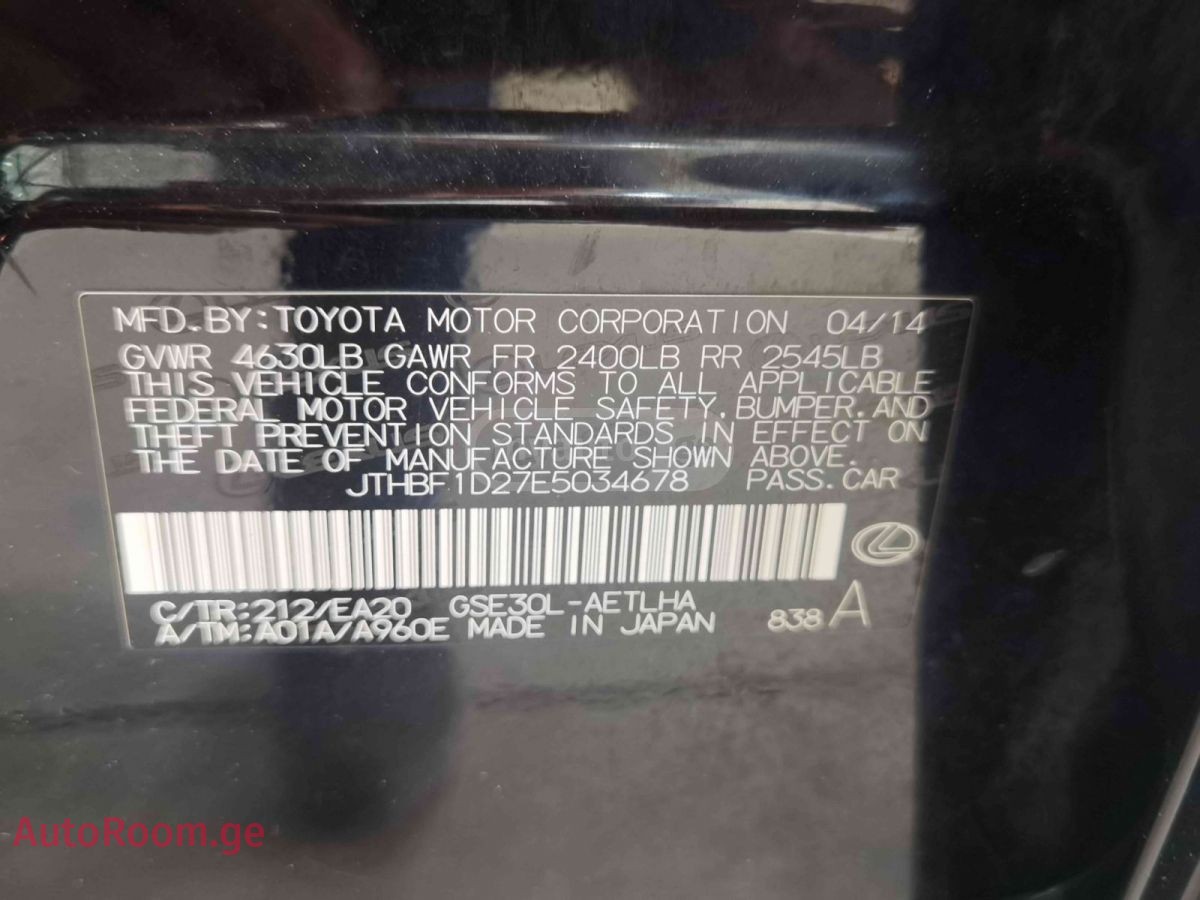 MFD.BY:TOYOTA MOTOR CORPORATION 04/14
GVWR 4630LB GAWR FR 2400LB RR 2545LB
THIS VEHICLE CONFORMS TO ALL APPLICABLE
FEDERAL MOTOR VEHICLE SAFETY,BUMPER,AND
THEFT PREVENTION STANDARDS IN EFFECT ON
THE DATE OF MANUFACTURE SHOWN ABOVE.
JTHBF1D27E5034678 PASS.CAR
C/TR:212/EA20 GSE30L-AETLHA
A/TM:A01A/A960E MADE IN JAPAN 838A
AutoRoom.ge